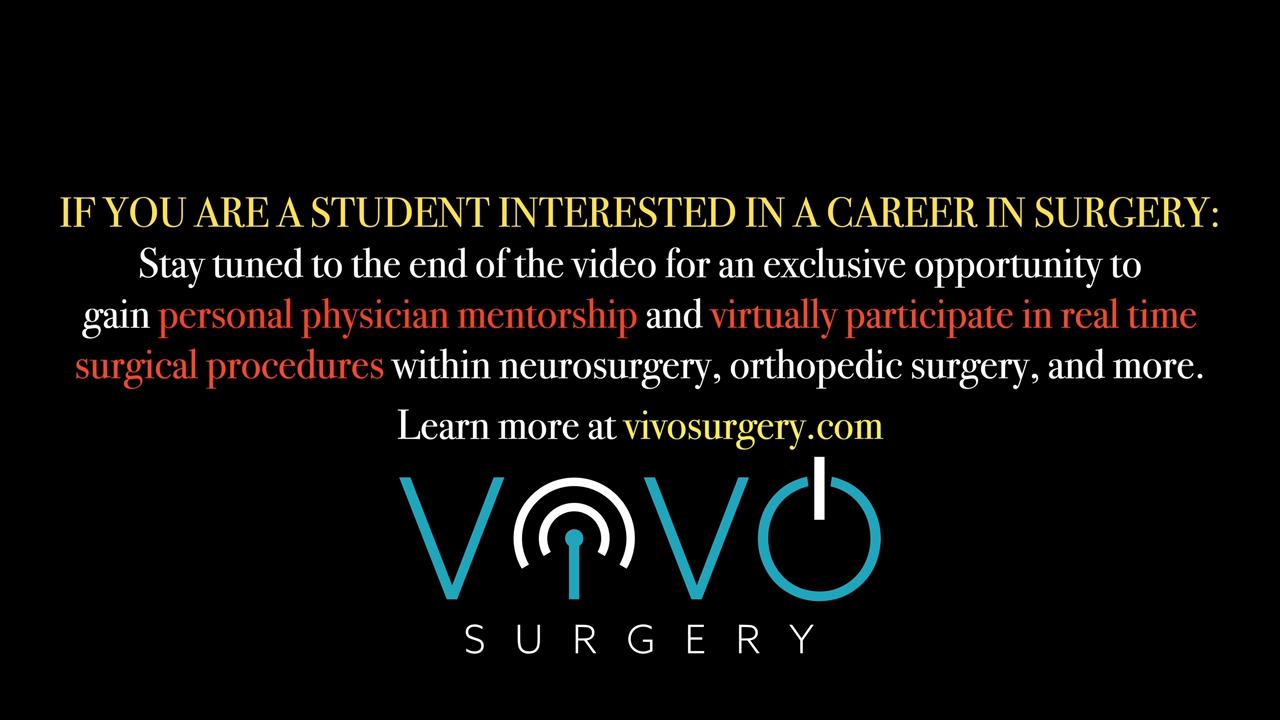 IF YOU ARE A STUDENT INTERESTED IN A CAREER IN SURGERY:
Stay tuned to the end of the video for an exclusive opportunity to
gain personal physician mentorship and virtually participate in real time
surgical procedures within neurosurgery, orthopedic surgery, and more.
Learn more at vivosurgery.com
ViVO
SURGERY